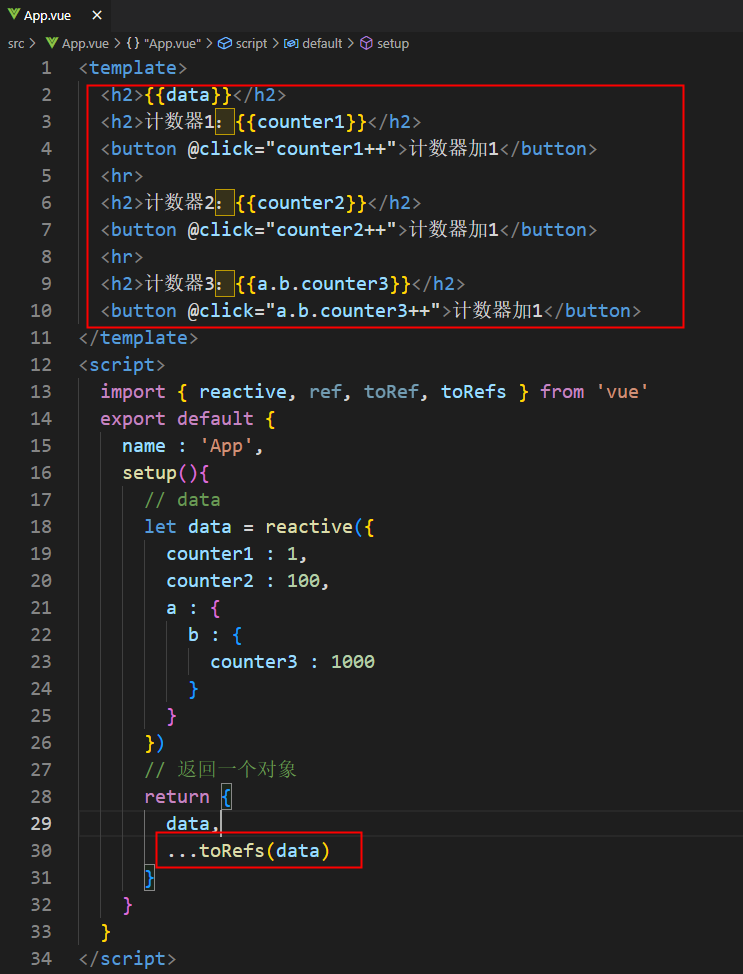 App.vue ×
src > App.vue > {} "App.vue" > script > default > setup
1 <template>
2 <h2>{{data}}</h2>
3 <h2>计数器1：{{counter1}}</h2>
4 <button @click="counter1++">计数器加1</button>
5 <hr>
6 <h2>计数器2：{{counter2}}</h2>
7 <button @click="counter2++">计数器加1</button>
8 <hr>
9 <h2>计数器3：{{a.b.counter3}}</h2>
10 <button @click="a.b.counter3++">计数器加1</button>
11 </template>
12 <script>
13 import { reactive, ref, toRef, toRefs } from 'vue'
14 export default {
15 name : 'App',
16 setup(){
17 // data
18 let data = reactive({
19 counter1 : 1,
20 counter2 : 100,
21 a : {
22 b : {
23 counter3 : 1000
24 }
25 }
26 })
27 // 返回一个对象
28 return {
29 data,
30 ...toRefs(data)
31 }
32 }
33 }
34 </script>